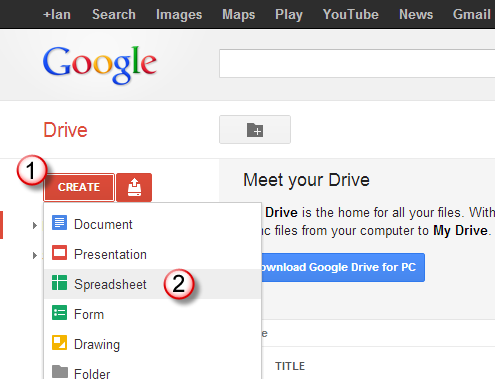 +Ian Search Images Maps Play YouTube News Gmail
Google
Drive
1
CREATE
Document
Presentation
Spreadsheet
2
Form
Drawing
Folder
Meet your Drive
Drive is the home for all your files. With
files from your computer to My Drive.
Download Google Drive for PC
TITLE